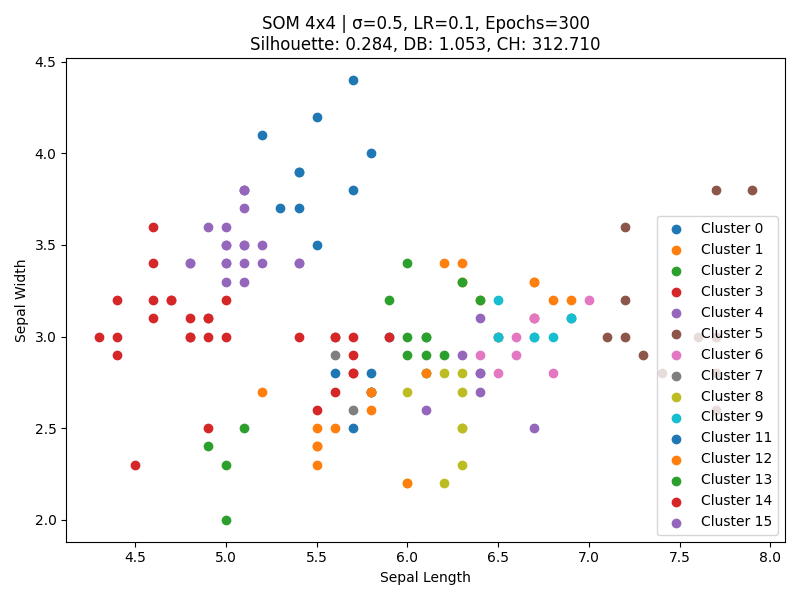 SOM 4x4 | σ=0.5, LR=0.1, Epochs=300
Silhouette: 0.284, DB: 1.053, CH: 312.710
4.5
4.0
3.5
3.0
2.5
2.0
Sepal Width
Cluster 0
Cluster 1
Cluster 2
Cluster 3
Cluster 4
Cluster 5
Cluster 6
Cluster 7
Cluster 8
Cluster 9
Cluster 11
Cluster 12
Cluster 13
Cluster 14
Cluster 15
4.5 5.0 5.5 6.0 6.5 7.0 7.5 8.0
Sepal Length